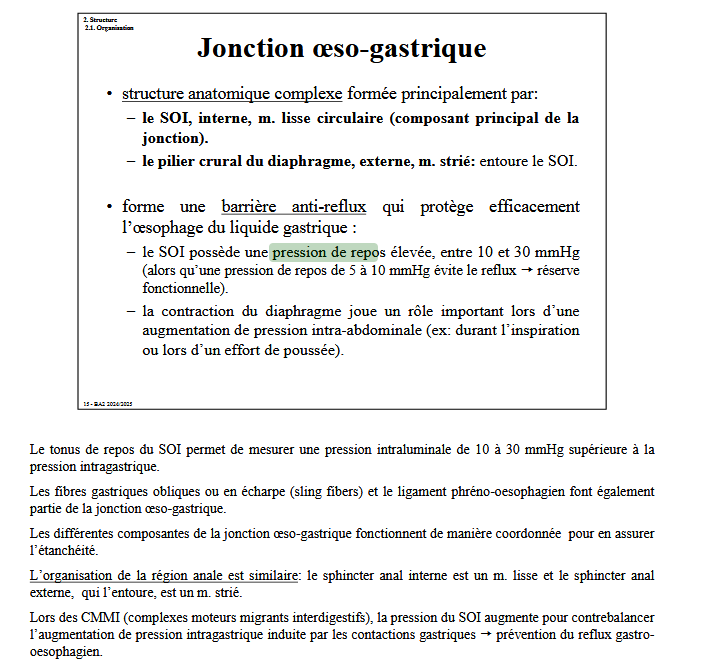 2. Structure
2.1. Organisation
Jonction œso-gastrique
• structure anatomique complexe formée principalement par:
– le SOI, interne, m. lisse circulaire (composant principal de la
jonction).
– le pilier crural du diaphragme, externe, m. strié: entoure le SOI.
• forme une barrière anti-reflux qui protège efficacement
l’œsophage du liquide gastrique :
– le SOI possède une pression de repos élevée, entre 10 et 30 mmHg
(alors qu’une pression de repos de 5 à 10 mmHg évite le reflux → réserve
fonctionnelle).
– la contraction du diaphragme joue un rôle important lors d’une
augmentation de pression intra-abdominale (ex: durant l’inspiration
ou lors d’un effort de poussée).
15 - BA2 2024/2025
Le tonus de repos du SOI permet de mesurer une pression intraluminale de 10 à 30 mmHg supérieure à la
pression intragastrique.
Les fibres gastriques obliques ou en écharpe (sling fibers) et le ligament phréno-oesophagien font également
partie de la jonction œso-gastrique.
Les différentes composantes de la jonction œso-gastrique fonctionnent de manière coordonnée pour en assurer
l’étanchéité.
L’organisation de la région anale est similaire: le sphincter anal interne est un m. lisse et le sphincter anal
externe, qui l’entoure, est un m. strié.
Lors des CMMI (complexes moteurs migrants interdigestifs), la pression du SOI augmente pour contrebalancer
l’augmentation de pression intragastrique induite par les contactions gastriques → prévention du reflux gastro-
oesophagien.